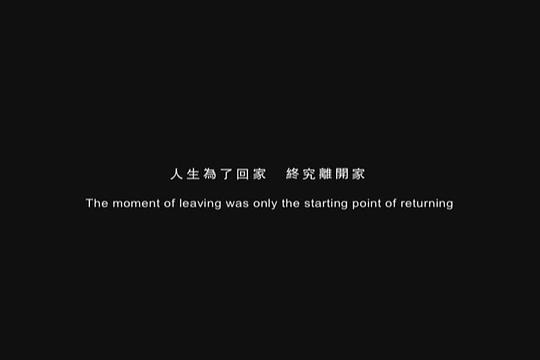 人生為了回家　終究離開家
The moment of leaving was only the starting point of returning